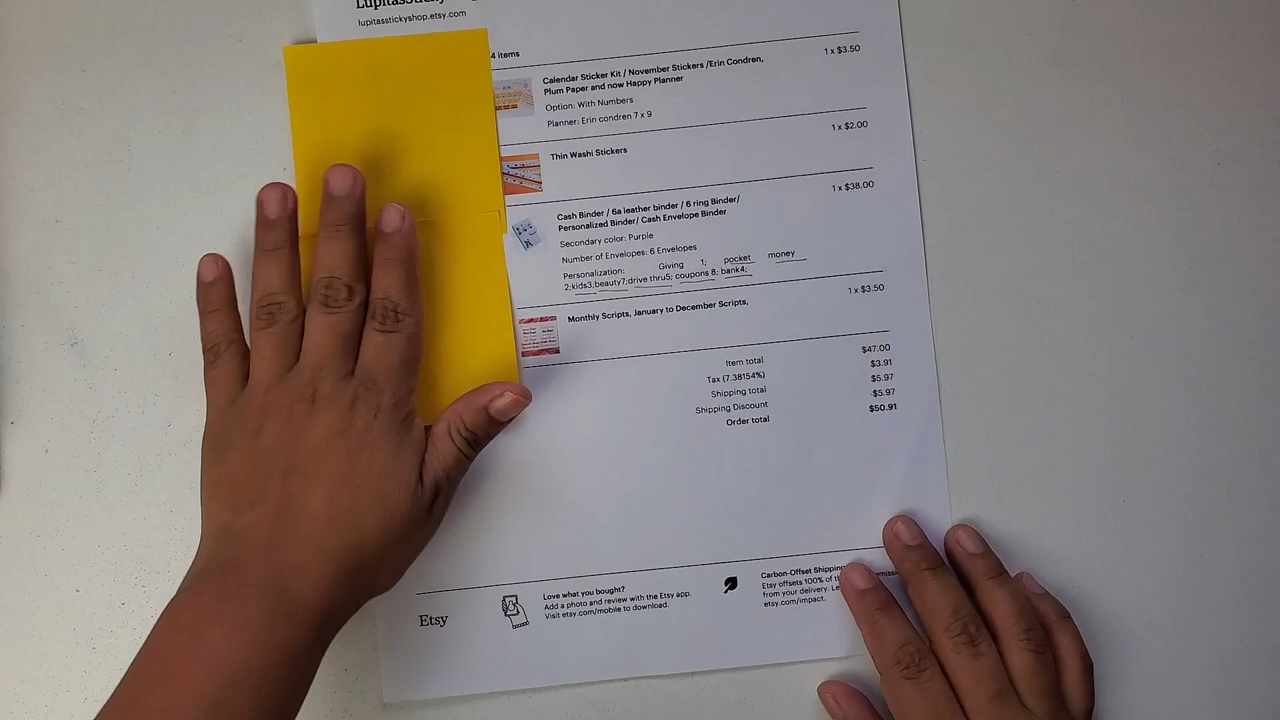 lupitasstickyshop.etsy.com
4 items
Calendar Sticker Kit / November Stickers /Erin Condren, 1 x $3.50
Plum Paper and now Happy Planner
Option: With Numbers
Planner: Erin condren 7 x 9
Thin Washi Stickers 1 x $2.00
Cash Binder / 6a leather binder / 6 ring Binder/ 1 x $38.00
Personalized Binder/ Cash Envelope Binder
Secondary color: Purple
Number of Envelopes: 6 Envelopes
Personalization: Giving 1; pocket money
2;kids3;beauty7;drive thru5; coupons 8; bank4;
Monthly Scripts, January to December Scripts, 1 x $3.50
Item total $47.00
Tax (7.38154%) $3.91
Shipping total $5.97
Shipping Discount -$5.97
Order total $50.91
Etsy
Love what you bought?
Add a photo and review with the Etsy app.
Visit etsy.com/mobile to download.
Carbon-Offset Shipping
Etsy offsets 100% of
from your delivery.
etsy.com/impact.